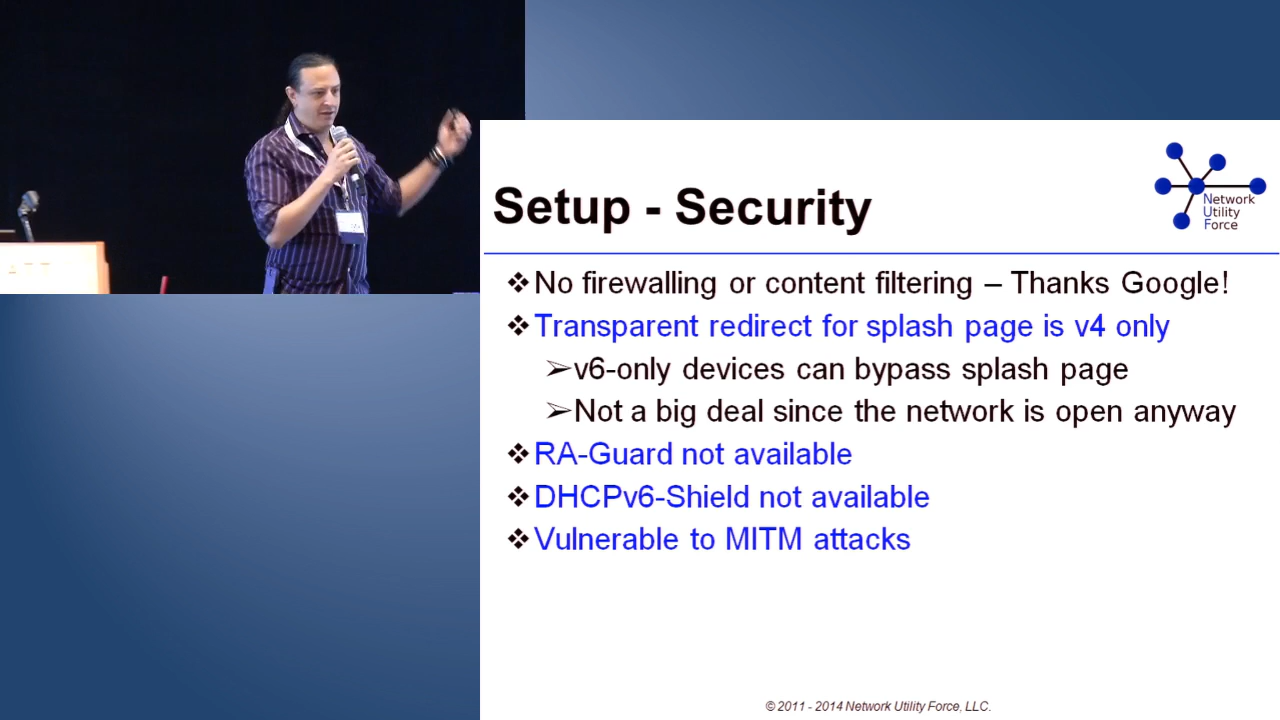 Setup - Security
Network
Utility
Force
❖No firewalling or content filtering – Thanks Google!
❖Transparent redirect for splash page is v4 only
➢v6-only devices can bypass splash page
➢Not a big deal since the network is open anyway
❖RA-Guard not available
❖DHCPv6-Shield not available
❖Vulnerable to MITM attacks
© 2011 - 2014 Network Utility Force, LLC.